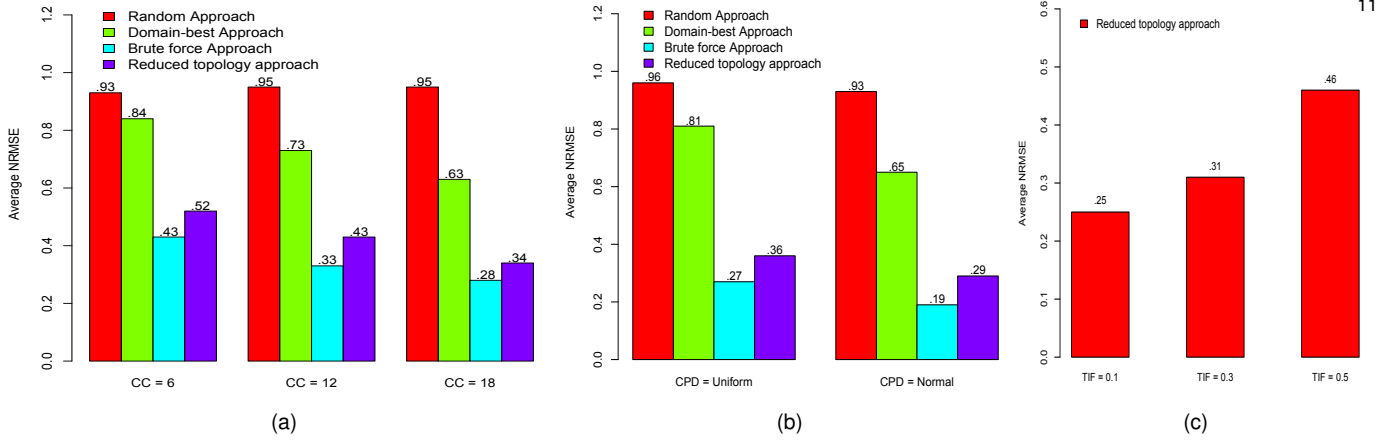 11
Random Approach
Domain-best Approach
Brute force Approach
Reduced topology approach
Average NRMSE
1.2
1.0
0.8
0.6
0.4
0.2
0.0
.93
.84
.43
.52
.95
.73
.33
.43
.95
.63
.28
.34
CC = 6
CC = 12
CC = 18
(a)
Random Approach
Domain-best Approach
Brute force Approach
Reduced topology approach
Average NRMSE
1.2
1.0
0.8
0.6
0.4
0.2
0.0
.96
.81
.27
.36
.93
.65
.19
.29
CPD = Uniform
CPD = Normal
(b)
Reduced topology approach
Average NRMSE
0.6
0.5
0.4
0.3
0.2
0.1
0.0
.25
.31
.46
TIF = 0.1
TIF = 0.3
TIF = 0.5
(c)